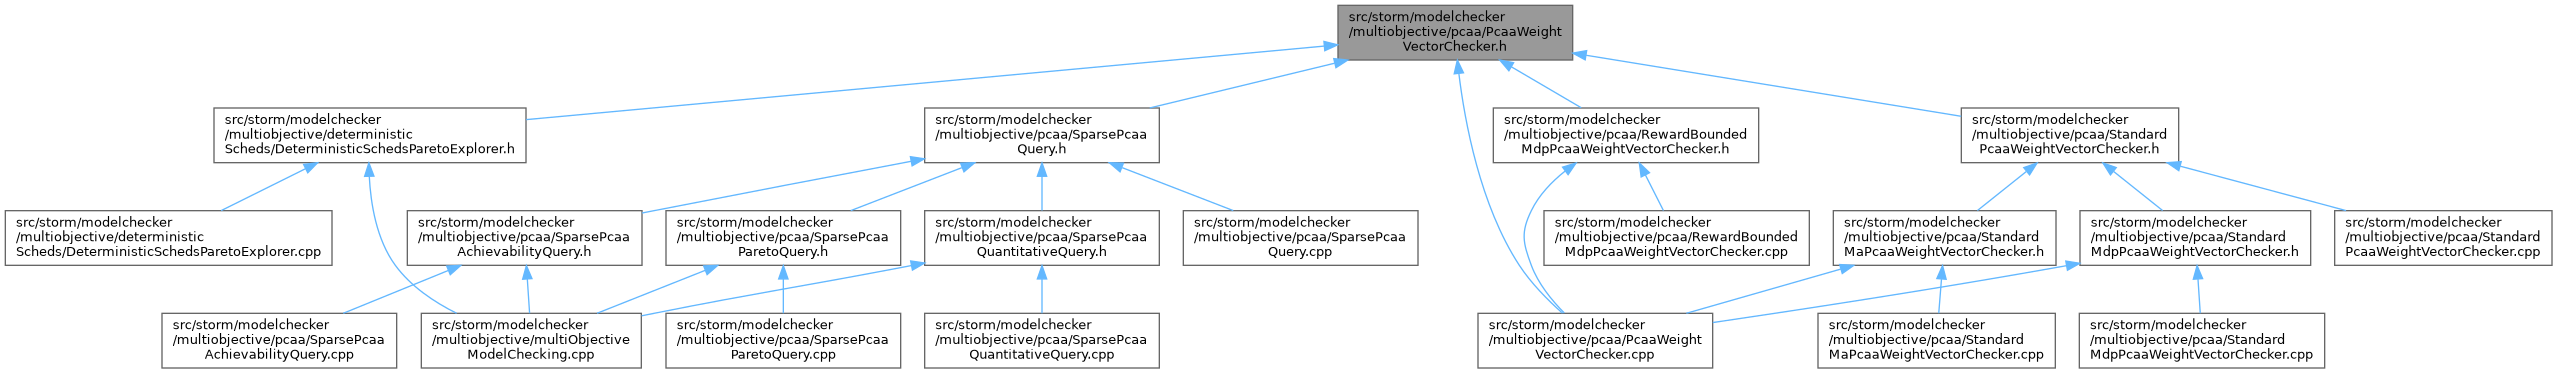 src/storm/modelchecker
/multiobjective/pcaa/PcaaWeight
VectorChecker.h
src/storm/modelchecker
/multiobjective/deterministic
Scheds/DeterministicSchedsParetoExplorer.h
src/storm/modelchecker
/multiobjective/pcaa/SparsePcaa
Query.h
src/storm/modelchecker
/multiobjective/pcaa/RewardBounded
MdpPcaaWeightVectorChecker.h
src/storm/modelchecker
/multiobjective/pcaa/Standard
PcaaWeightVectorChecker.h
src/storm/modelchecker
/multiobjective/deterministic
Scheds/DeterministicSchedsParetoExplorer.cpp
src/storm/modelchecker
/multiobjective/pcaa/SparsePcaa
AchievabilityQuery.h
src/storm/modelchecker
/multiobjective/pcaa/SparsePcaa
ParetoQuery.h
src/storm/modelchecker
/multiobjective/pcaa/SparsePcaa
QuantitativeQuery.h
src/storm/modelchecker
/multiobjective/pcaa/SparsePcaa
Query.cpp
src/storm/modelchecker
/multiobjective/pcaa/RewardBounded
MdpPcaaWeightVectorChecker.cpp
src/storm/modelchecker
/multiobjective/pcaa/Standard
MaPcaaWeightVectorChecker.h
src/storm/modelchecker
/multiobjective/pcaa/Standard
MdpPcaaWeightVectorChecker.h
src/storm/modelchecker
/multiobjective/pcaa/Standard
PcaaWeightVectorChecker.cpp
src/storm/modelchecker
/multiobjective/pcaa/SparsePcaa
AchievabilityQuery.cpp
src/storm/modelchecker
/multiobjective/multiObjective
ModelChecking.cpp
src/storm/modelchecker
/multiobjective/pcaa/SparsePcaa
ParetoQuery.cpp
src/storm/modelchecker
/multiobjective/pcaa/SparsePcaa
QuantitativeQuery.cpp
src/storm/modelchecker
/multiobjective/pcaa/PcaaWeight
VectorChecker.cpp
src/storm/modelchecker
/multiobjective/pcaa/Standard
MaPcaaWeightVectorChecker.cpp
src/storm/modelchecker
/multiobjective/pcaa/Standard
MdpPcaaWeightVectorChecker.cpp